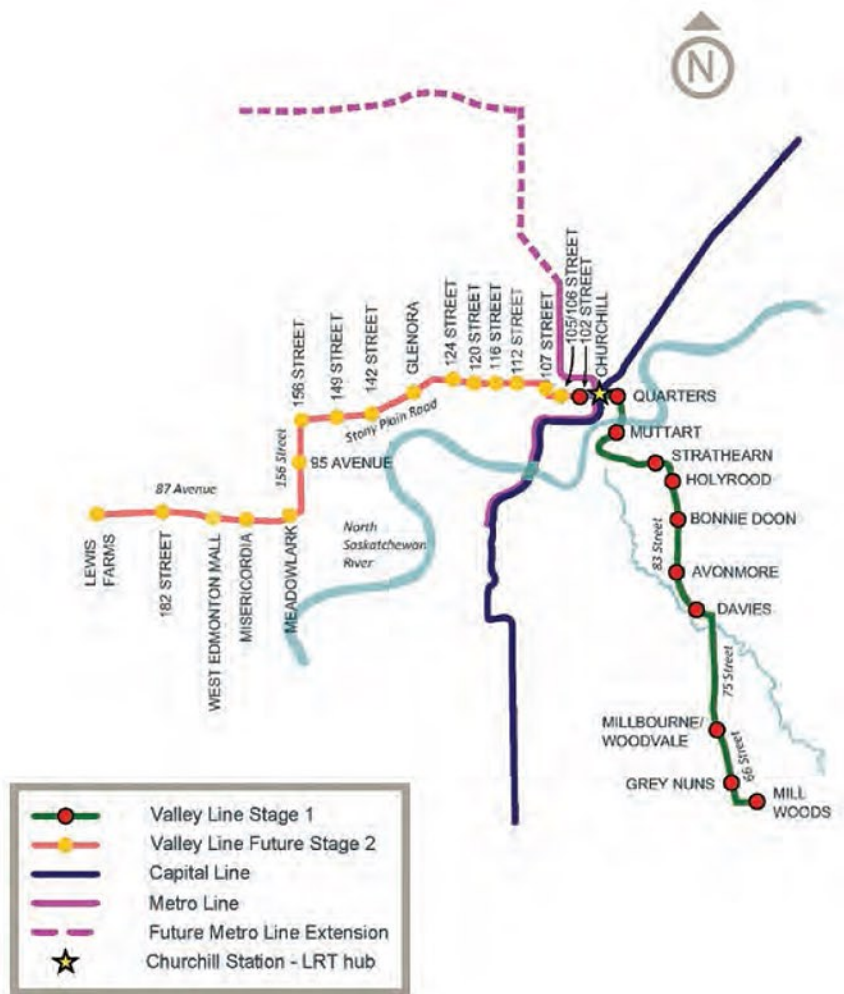 N
156 STREET
149 STREET
142 STREET
GLENORA
124 STREET
120 STREET
116 STREET
112 STREET
107 STREET
105/106 STREET
102 STREET
CHURCHILL
QUARTERS
MUTTART
STRATHEARN
HOLYROOD
BONNIE DOON
AVONMORE
DAVIES
83 Street
75 Street
66 Street
MILLBOURNE/
WOODVALE
GREY NUNS
MILL
WOODS
Stony Plain Road
156 Street
95 AVENUE
87 Avenue
LEWIS
FARMS
182 STREET
WEST EDMONTON MALL
MISERICORDIA
MEADOWLARK
North
Saskatchewan
River
Valley Line Stage 1
Valley Line Future Stage 2
Capital Line
Metro Line
Future Metro Line Extension
Churchill Station - LRT hub